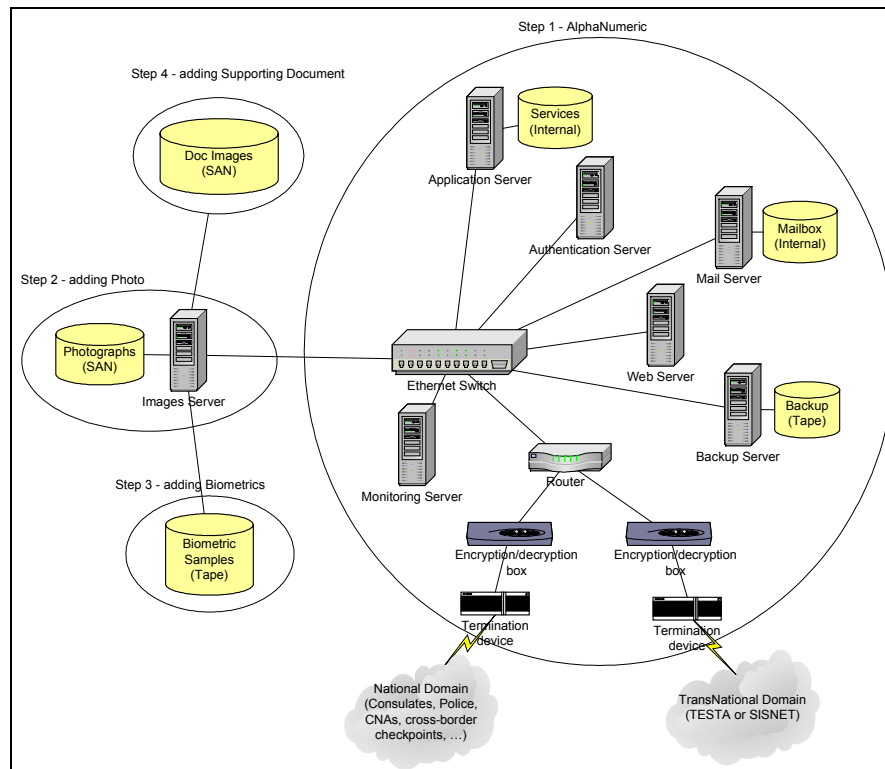 Step 1 - AlphaNumeric
Step 4 - adding Supporting Document
Doc Images
(SAN)
Services
(Internal)
Application Server
Authentication Server
Mailbox
(Internal)
Mail Server
Step 2 - adding Photo
Photographs
(SAN)
Images Server
Ethernet Switch
Web Server
Backup
(Tape)
Backup Server
Monitoring Server
Router
Step 3 - adding Biometrics
Biometric
Samples
(Tape)
Encryption/decryption
box
Encryption/decryption
box
Termination
device
Termination
device
National Domain
(Consulates, Police,
CNAs, cross-border
checkpoints, ...)
TransNational Domain
(TESTA or SISNET)